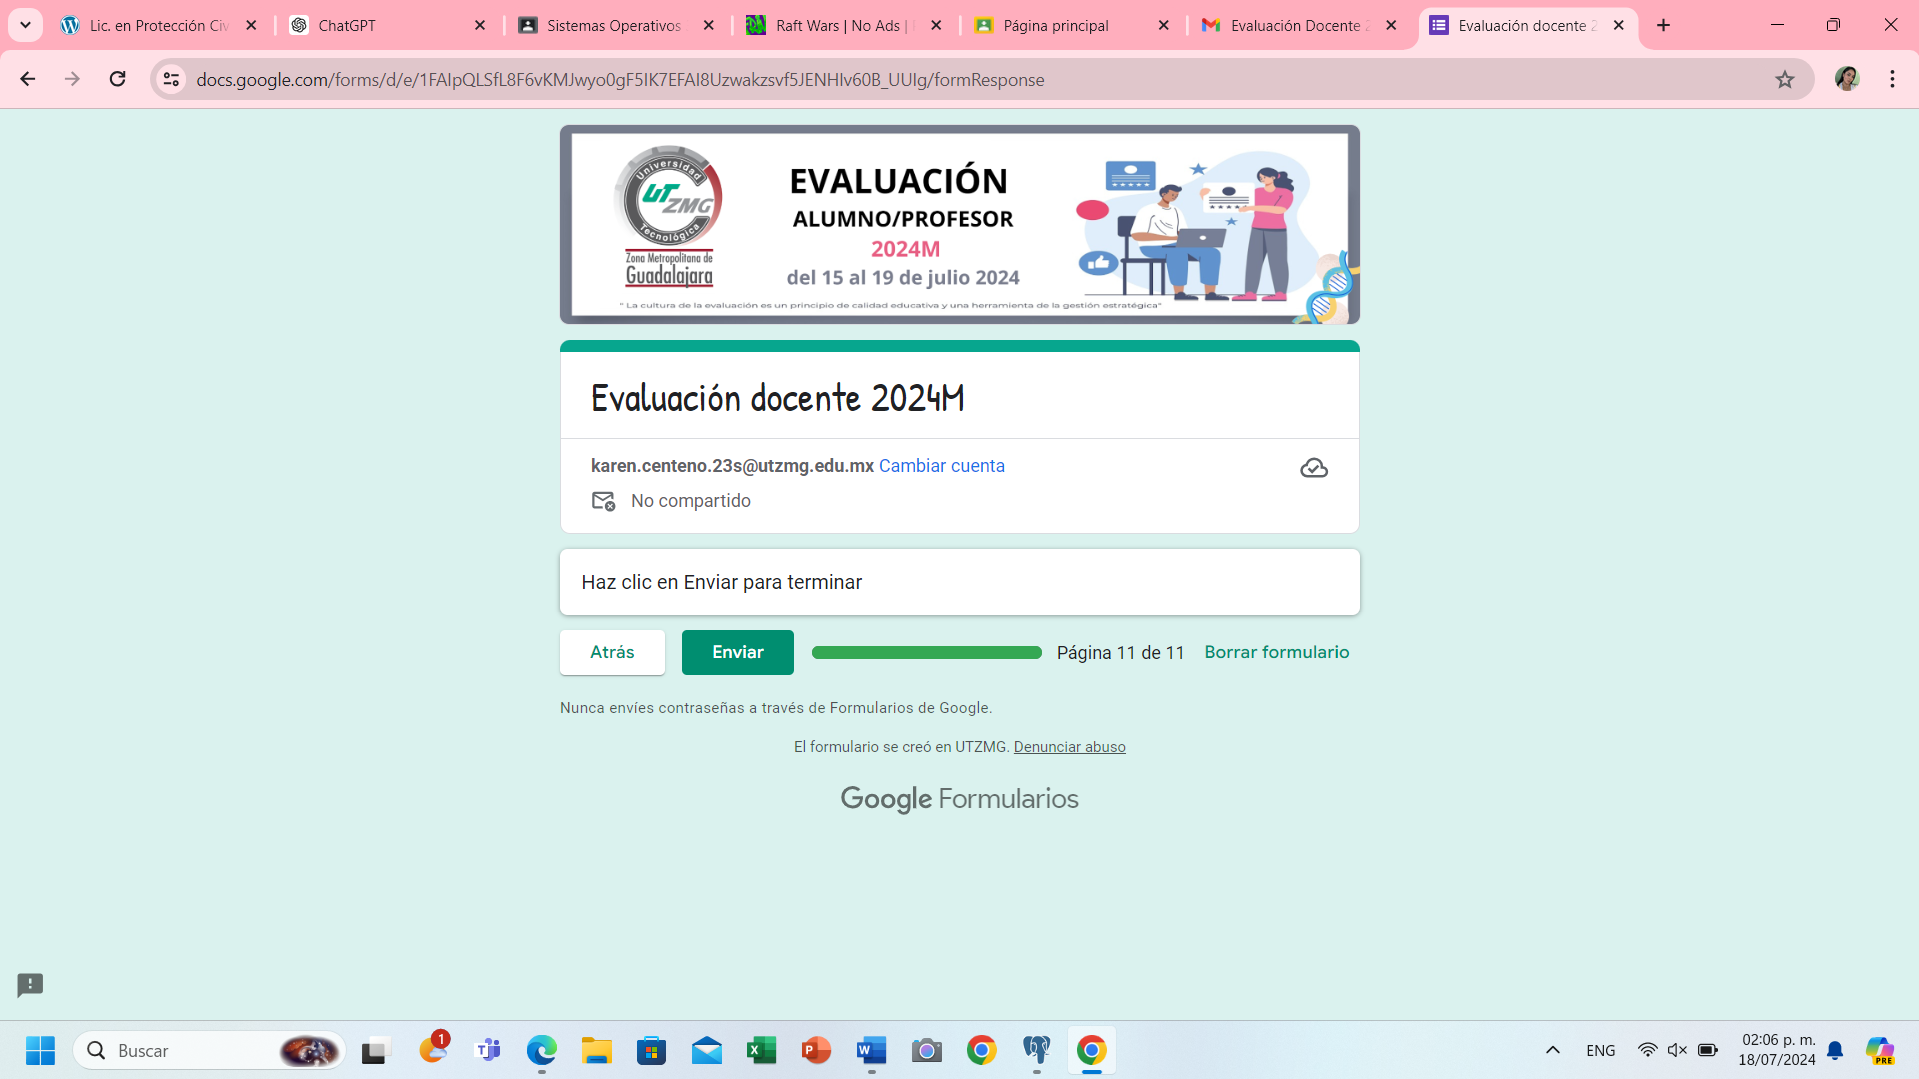 Lic. en Protección Civ
ChatGPT
Sistemas Operativos
Raft Wars | No Ads |
Página principal
Evaluación Docente 2
Evaluación docente 2
docs.google.com/forms/d/e/1FAIpQLSfL8F6vKMJwyo0gF5IK7EFAI8Uzwakzsvf5JENHIv60B_UUlg/formResponse
Universidad
UTZMG
Tecnológica
Zona Metropolitana de
Guadalajara
EVALUACIÓN
ALUMNO/PROFESOR
2024M
del 15 al 19 de julio 2024
" La cultura de la evaluación es un principio de calidad educativa y una herramienta de la gestión estratégica"
Evaluación docente 2024M
karen.centeno.23s@utzmg.edu.mx Cambiar cuenta
No compartido
Haz clic en Enviar para terminar
Atrás
Enviar
Página 11 de 11
Borrar formulario
Nunca envíes contraseñas a través de Formularios de Google.
El formulario se creó en UTZMG. Denunciar abuso
Google Formularios
Buscar
1
ENG
02:06 p. m.
18/07/2024
PRE